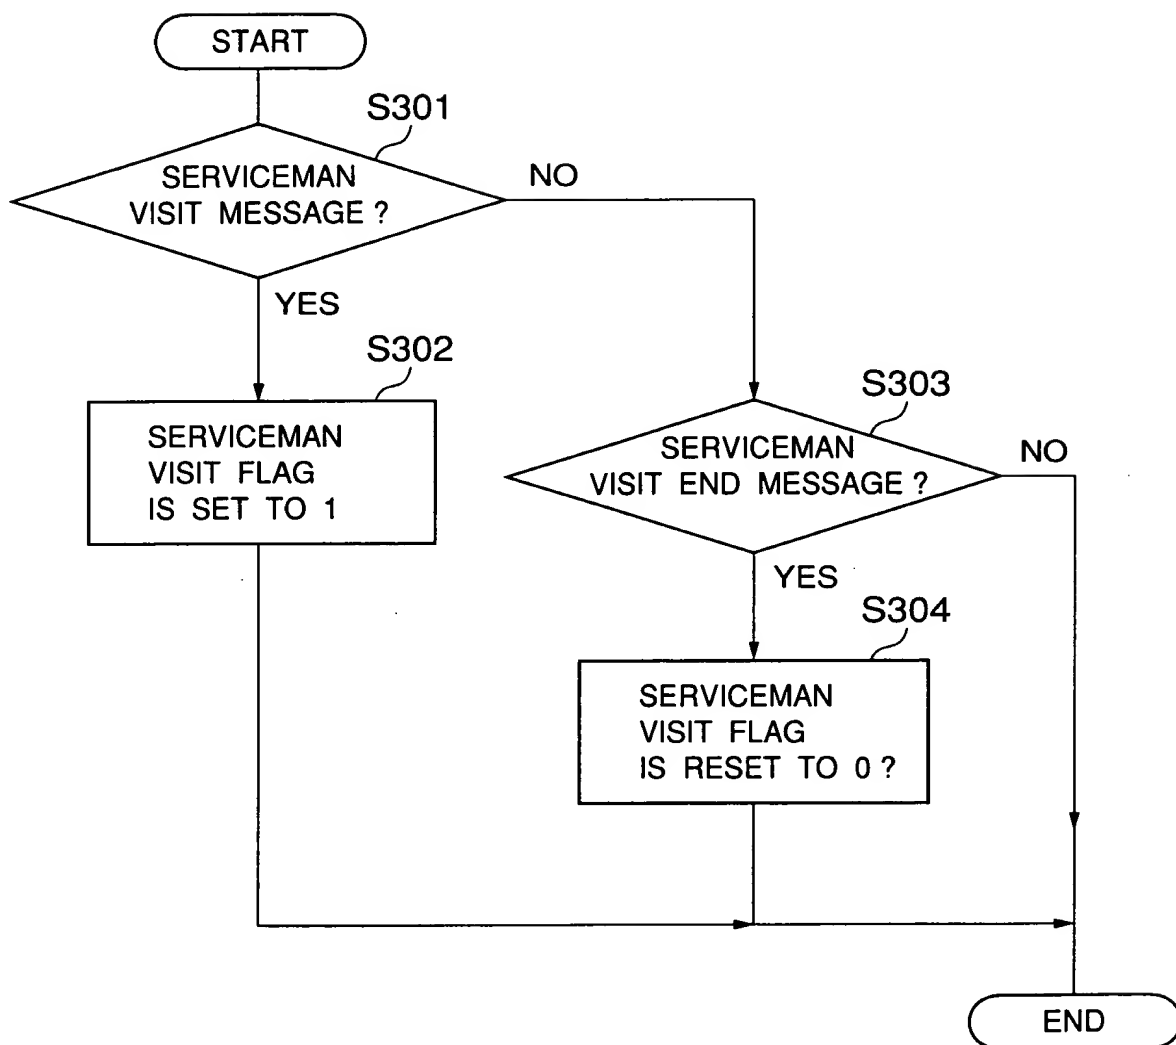 START
S301
SERVICEMAN
VISIT MESSAGE ?
NO
YES
S302
SERVICEMAN
VISIT FLAG
IS SET TO 1
S303
SERVICEMAN
VISIT END MESSAGE ?
NO
YES
S304
SERVICEMAN
VISIT FLAG
IS RESET TO 0 ?
END